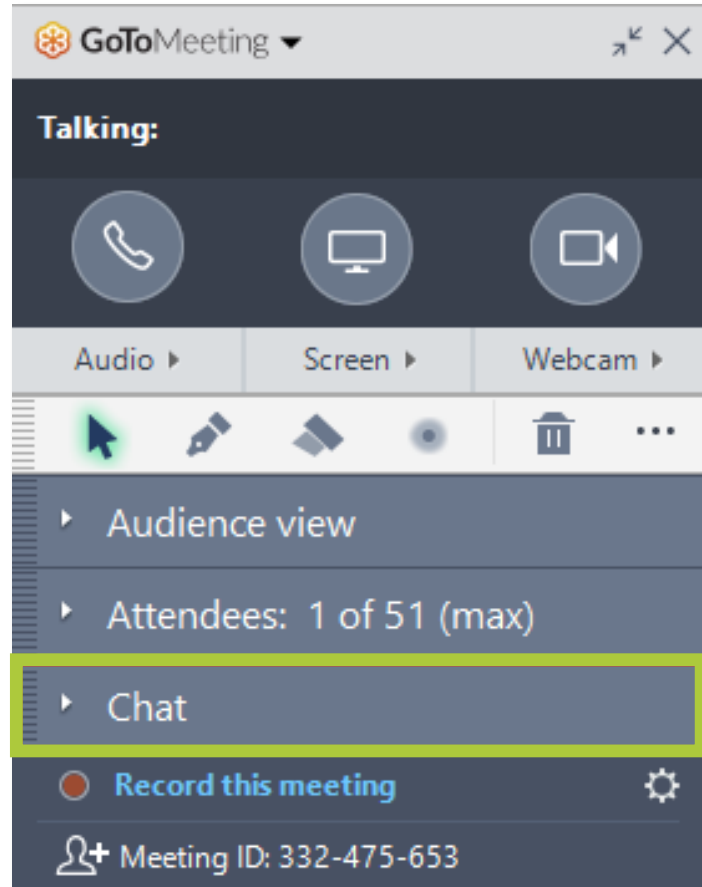 GoToMeeting
Talking:
Audio Screen Webcam
Audience view
Attendees: 1 of 51 (max)
Chat
Record this meeting
Meeting ID: 332-475-653